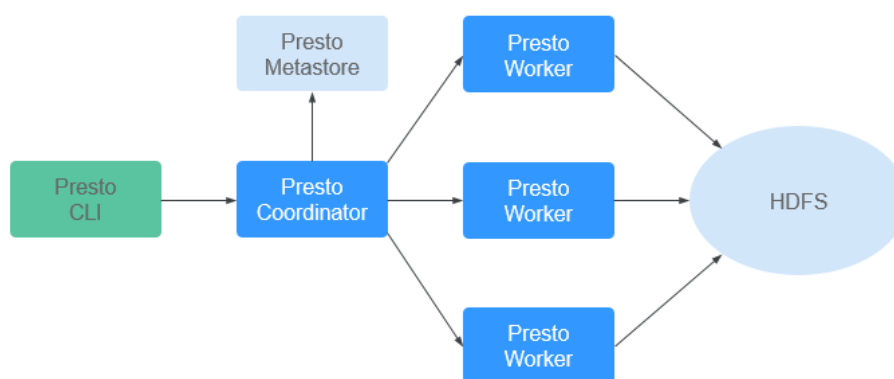 Presto
Metastore
Presto
Worker
Presto
CLI
Presto
Coordinator
Presto
Worker
HDFS
Presto
Worker